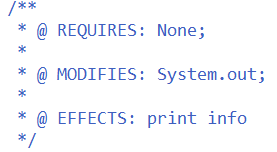 /**
* @ REQUIRES: None;
*
* @ MODIFIES: System.out;
*
* @ EFFECTS: print info
*/